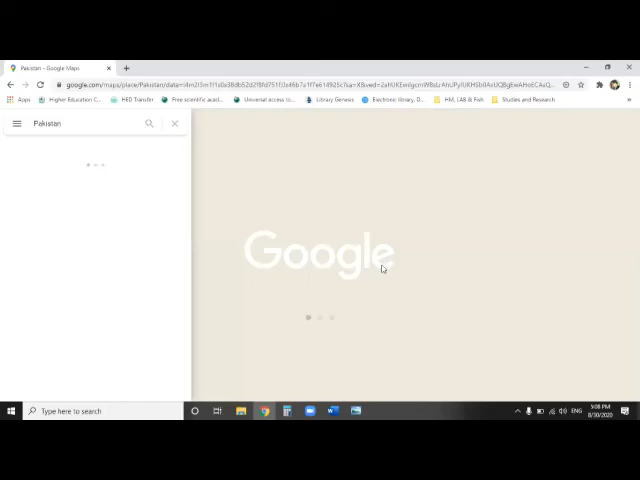 Pakistan - Google Maps
google.com/maps/place/Pakistan/
Apps Higher Education C... HED Transfer Free scientific acad... Universal access to... Library Genesis Electronic library. D... HM, LAB & Fish Studies and Research
Pakistan
Google
Type here to search
ENG
5:08 PM
8/30/2020